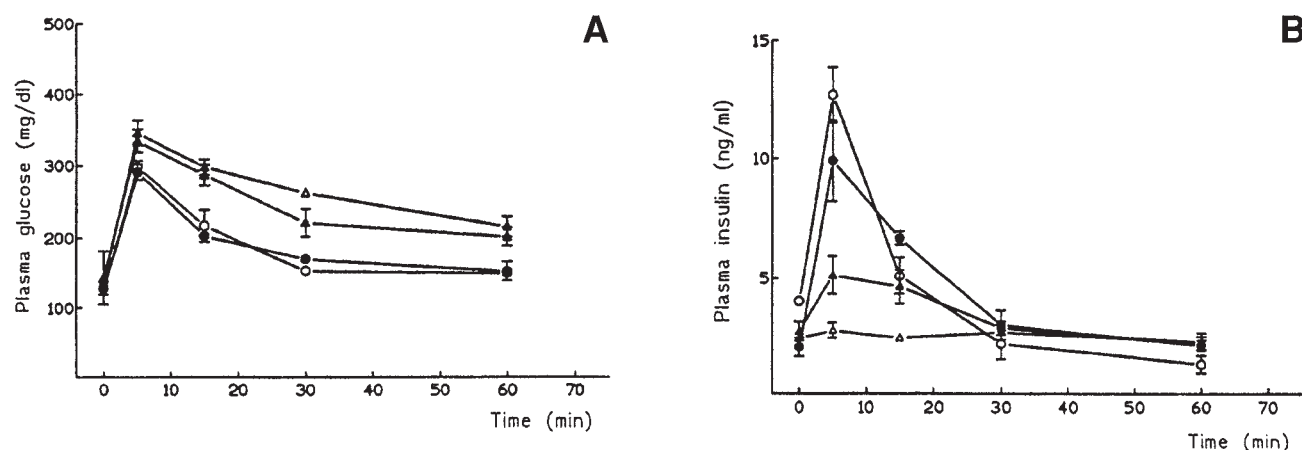 A
500
400
300
200
100
Plasma glucose (mg/dl)
0 10 20 30 40 50 60 70
Time (min)
B
15
10
5
Plasma insulin (ng/ml)
0 10 20 30 40 50 60 70
Time (min)